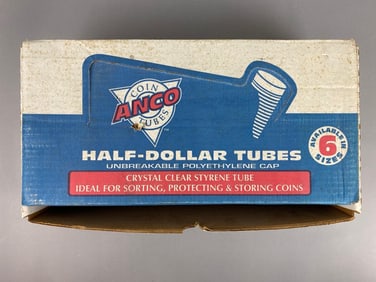 COIN
ANCO
TUBES
HALF-DOLLAR TUBES
UNBREAKABLE POLYETHYLENE CAP
CRYSTAL CLEAR STYRENE TUBE
IDEAL FOR SORTING, PROTECTING & STORING COINS
AVAILABLE IN
6
SIZES